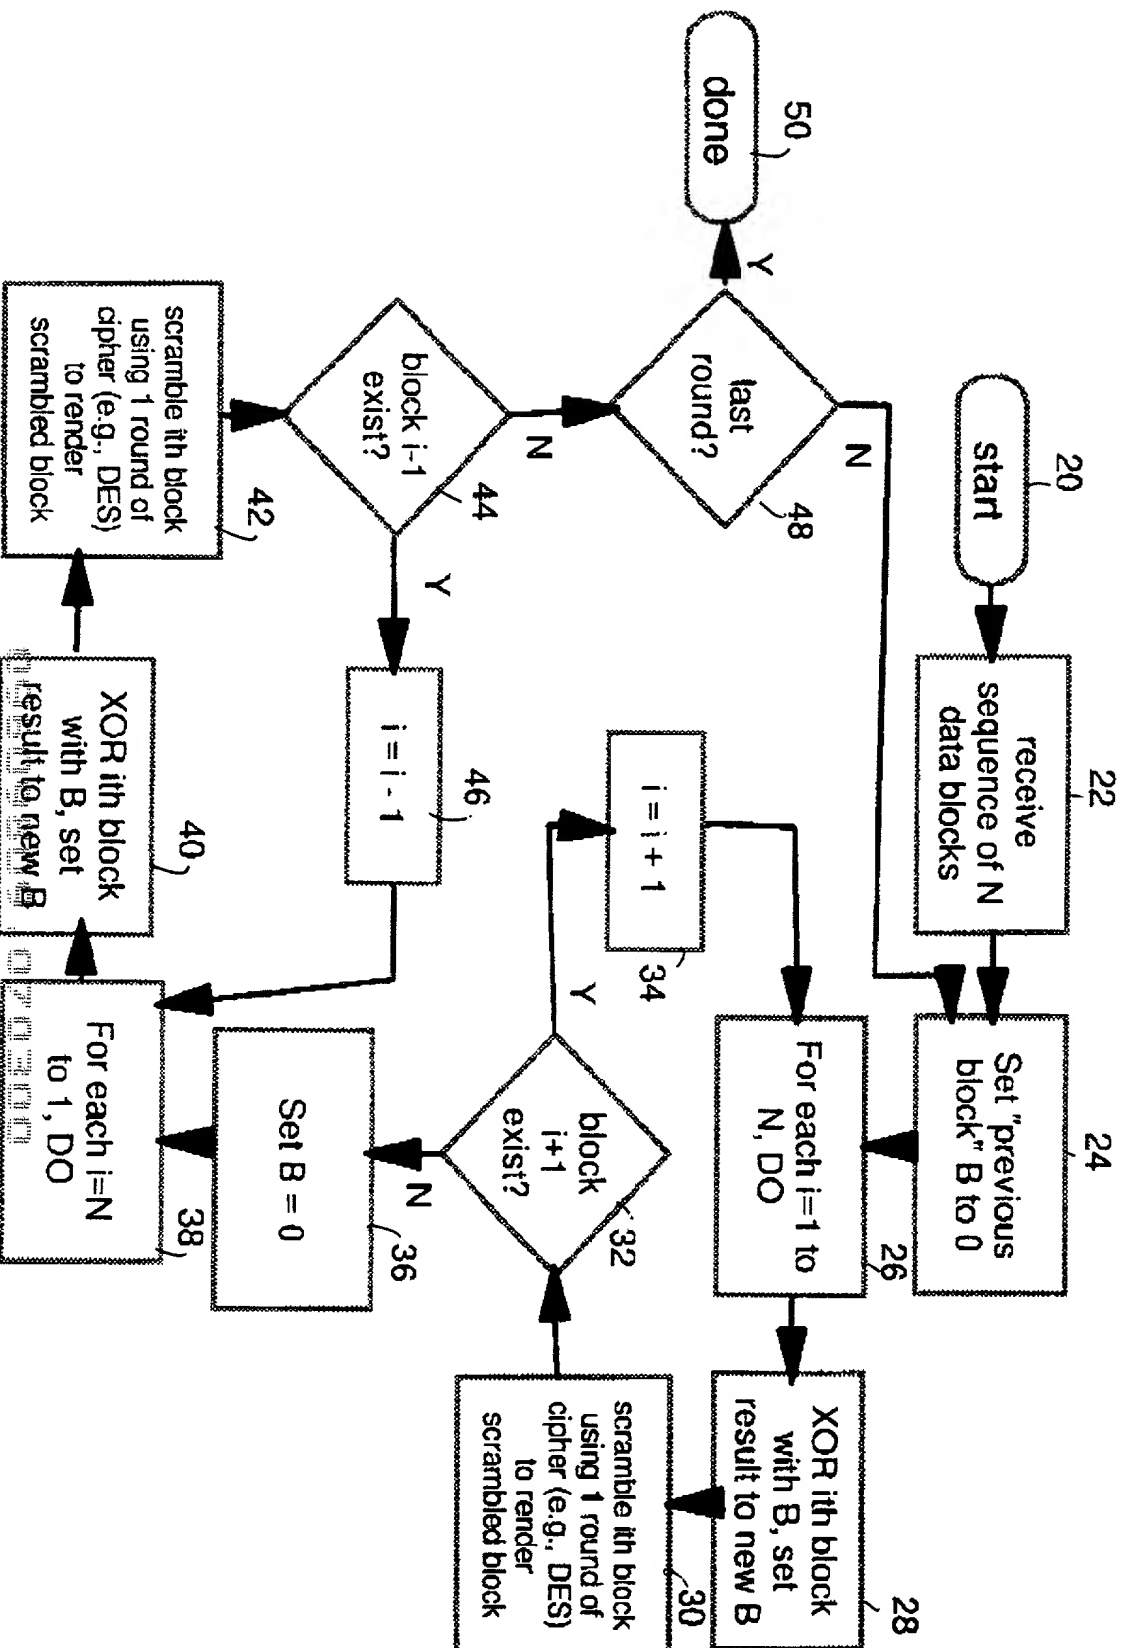 20
start
22
receive
sequence of N
data blocks
24
Set "previous
block" B to 0
26
For each i=1 to
N, DO
28
XOR ith block
with B, set
result to new B
30
scramble ith block
using 1 round of
cipher (e.g., DES)
to render
scrambled block
32
block
i+1
exist?
Y
N
34
i = i + 1
36
Set B = 0
38
For each i=N
to 1, DO
40
XOR ith block
with B, set
result to new B
42
scramble ith block
using 1 round of
cipher (e.g., DES)
to render
scrambled block
44
block i-1
exist?
Y
N
46
i = i - 1
48
last
round?
N
Y
50
done